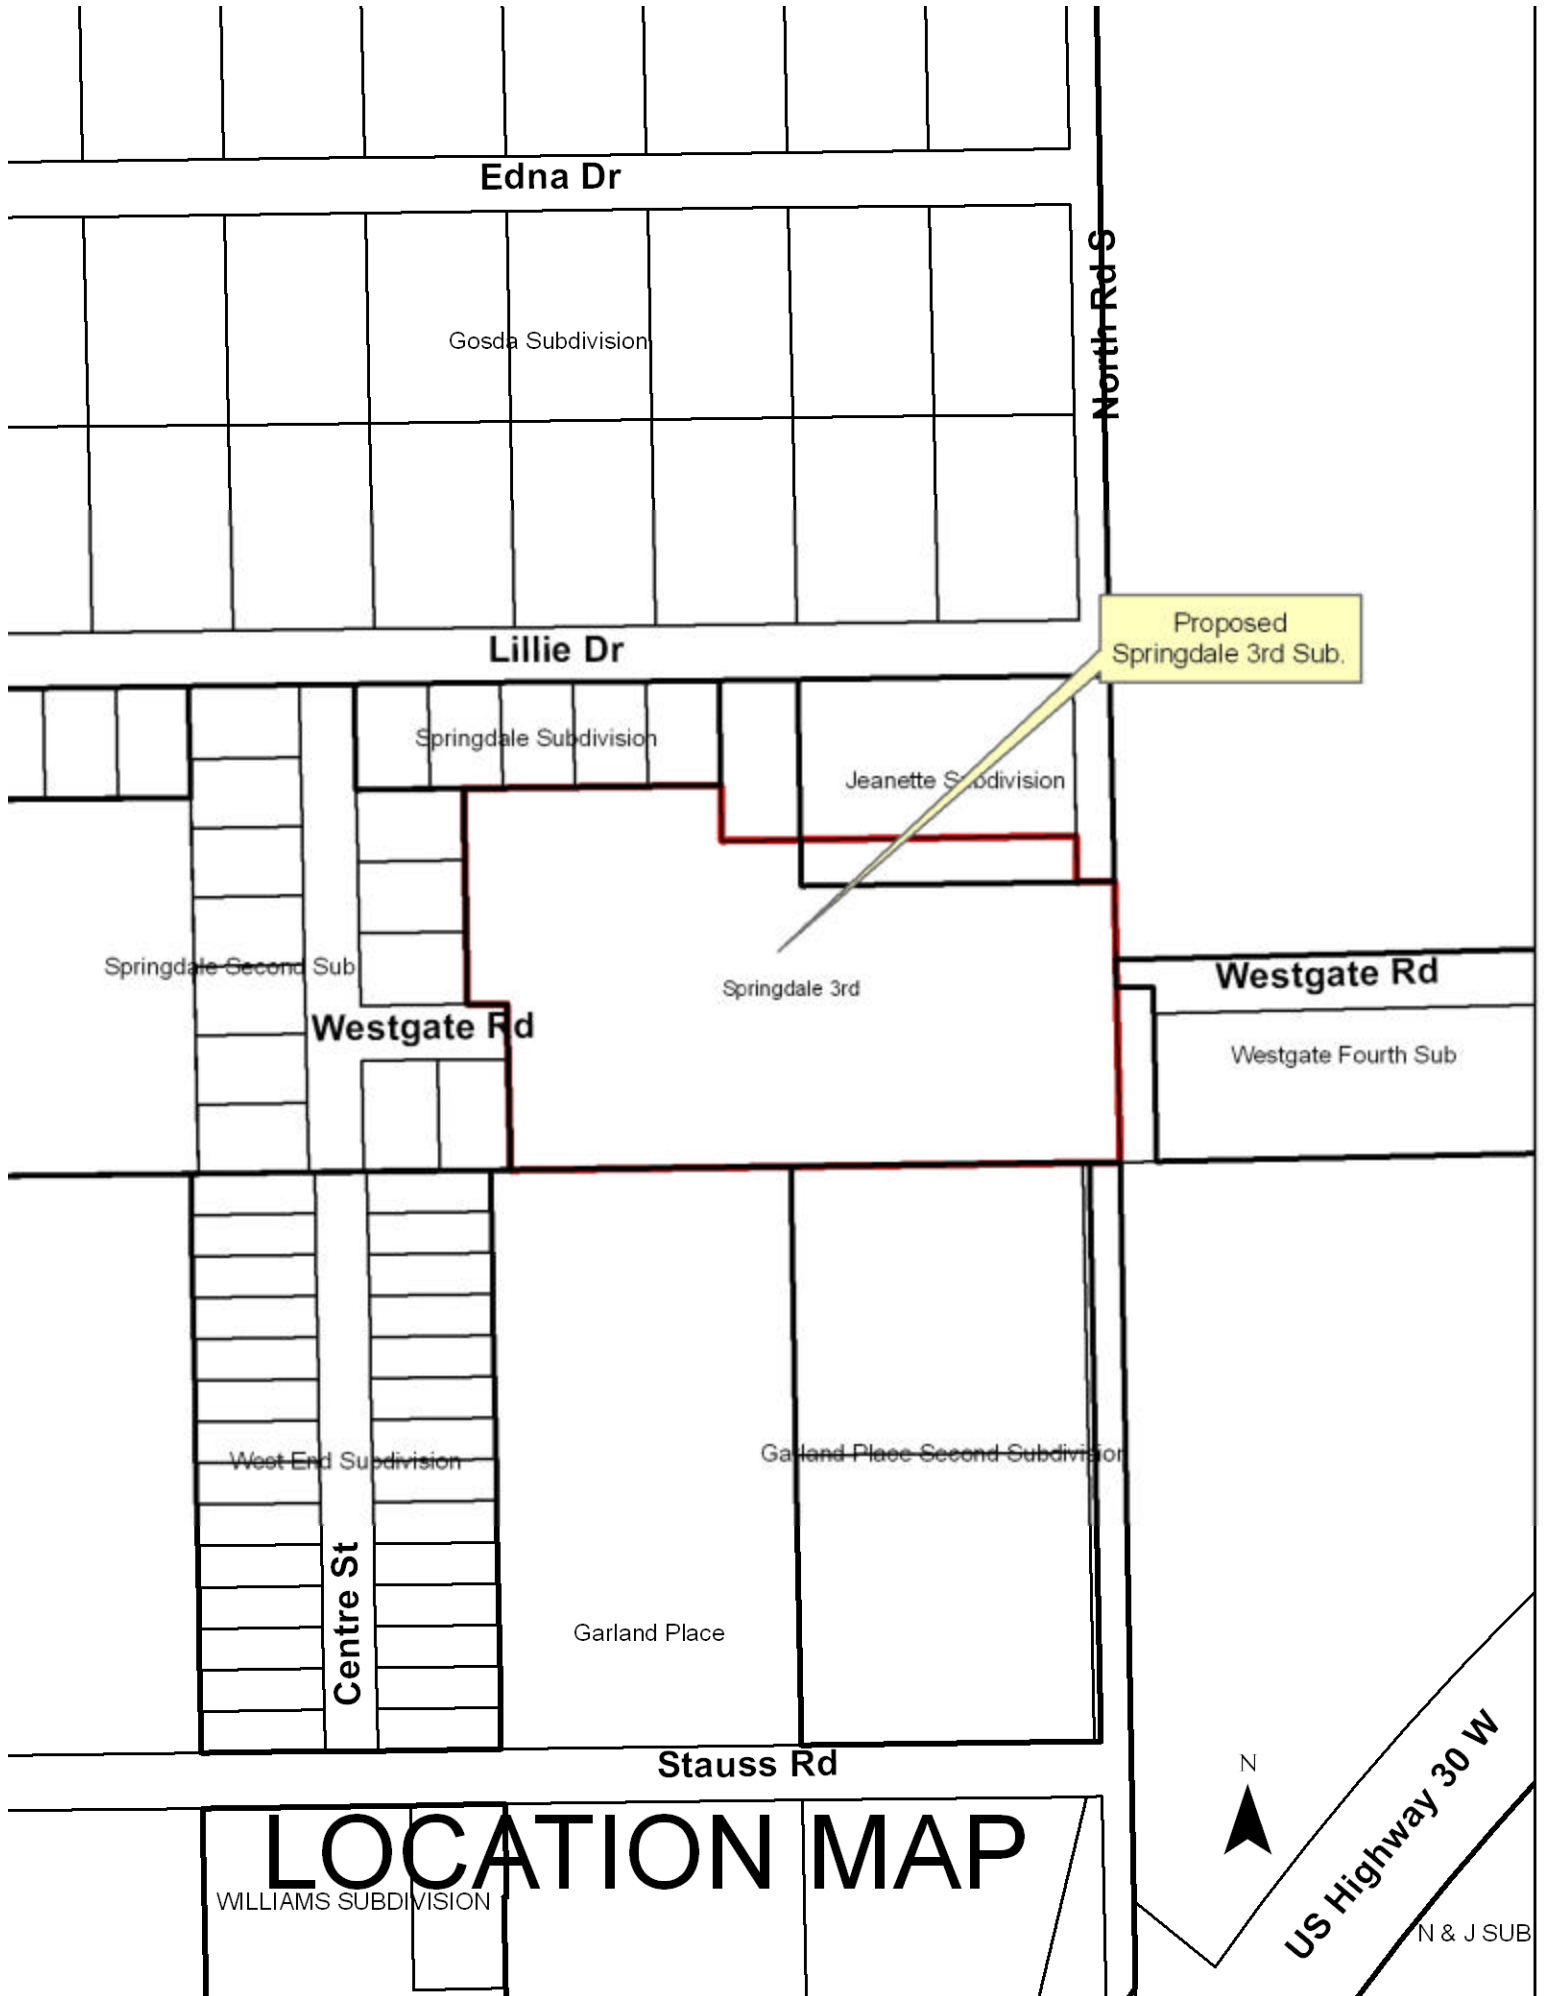 Edna Dr
North Rd S
Gosda Subdivision
Lillie Dr
Proposed
Springdale 3rd Sub.
Springdale Subdivision
Jeanette Subdivision
Springdale Second Sub
Westgate Rd
Springdale 3rd
Westgate Rd
Westgate Fourth Sub
West End Subdivision
Garland Place Second Subdivision
Centre St
Garland Place
Stauss Rd
N
US Highway 30 W
LOCATION MAP
WILLIAMS SUBDIVISION
N & J SUB